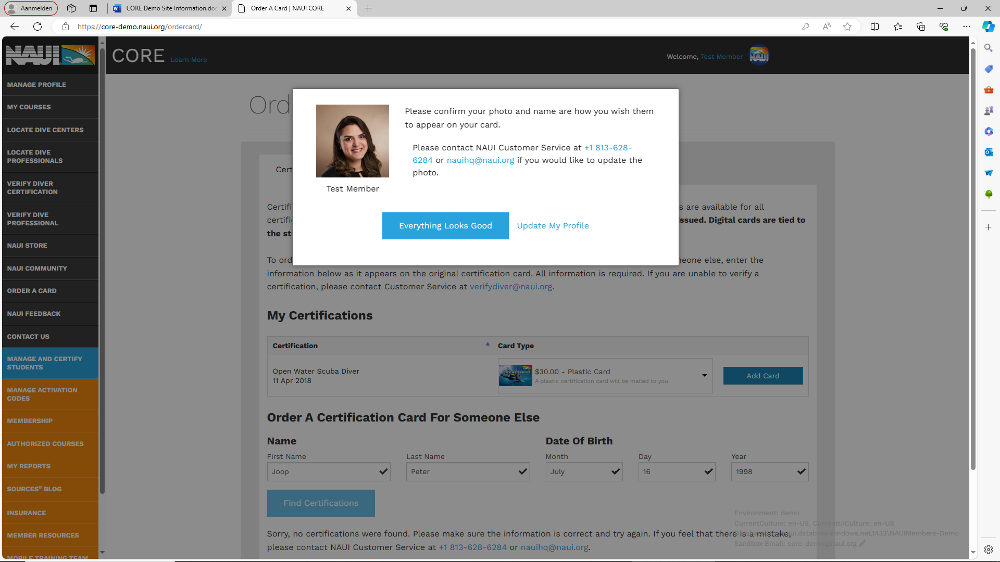 Aanmelden
CORE Demo Site Information.doc
Order A Card | NAUI CORE
https://core-demo.naui.org/ordercard/
NAUI
CORE Learn More
Welcome, Test Member
NAUI
MANAGE PROFILE
MY COURSES
LOCATE DIVE CENTERS
LOCATE DIVE
PROFESSIONALS
VERIFY DIVER
CERTIFICATION
VERIFY DIVE
PROFESSIONAL
NAUI STORE
NAUI COMMUNITY
ORDER A CARD
NAUI FEEDBACK
CONTACT US
MANAGE AND CERTIFY
STUDENTS
MANAGE ACTIVATION
CODES
MEMBERSHIP
AUTHORIZED COURSES
MY REPORTS
SOURCES© BLOG
INSURANCE
MEMBER RESOURCES
MOBILE TRAINING TEAM
Ord
Please confirm your photo and name are how you wish them
to appear on your card.
Please contact NAUI Customer Service at +1 813-628-
6284 or nauihq@naui.org if you would like to update the
photo.
Test Member
Everything Looks Good
Update My Profile
Cert
Certifi s are available for all
certific ssued. Digital cards are tied to
the stu
To ord meone else, enter the
information below as it appears on the original certification card. All information is required. If you are unable to verify a
certification, please contact Customer Service at verifydiver@naui.org.
My Certifications
Certification
Card Type
Open Water Scuba Diver
11 Apr 2018
OPEN WATER DIVER
$30.00 - Plastic Card
A plastic certification card will be mailed to you
Add Card
Order A Certification Card For Someone Else
Name
Date Of Birth
First Name
Last Name
Month
Day
Year
Joop
Peter
July
16
1998
Find Certifications
Sorry, no certifications were found. Please make sure the information is correct and try again. If you feel that there is a mistake,
please contact NAUI Customer Service at +1 813-628-6284 or nauihq@naui.org.
Environment: demo
CurrentCulture: en-US, CurrentUICulture: en-US
naui.database.windows.net,1433\NAUIMembers-Demo
Sandbox Email: core-demo@naui.org